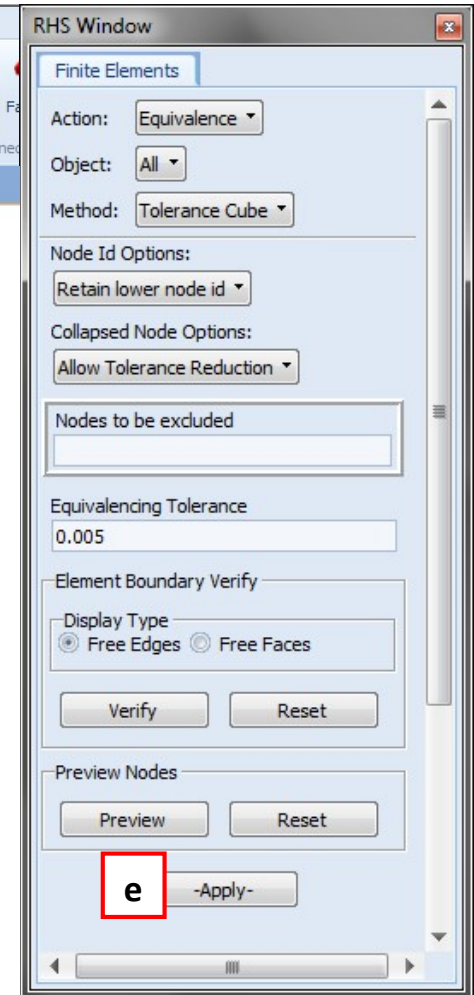 RHS Window
Finite Elements
Action: Equivalence
Object: All
Method: Tolerance Cube
Node Id Options:
Retain lower node id
Collapsed Node Options:
Allow Tolerance Reduction
Nodes to be excluded
Equivalencing Tolerance
0.005
Element Boundary Verify
Display Type
Free Edges Free Faces
Verify Reset
Preview Nodes
Preview Reset
e -Apply-